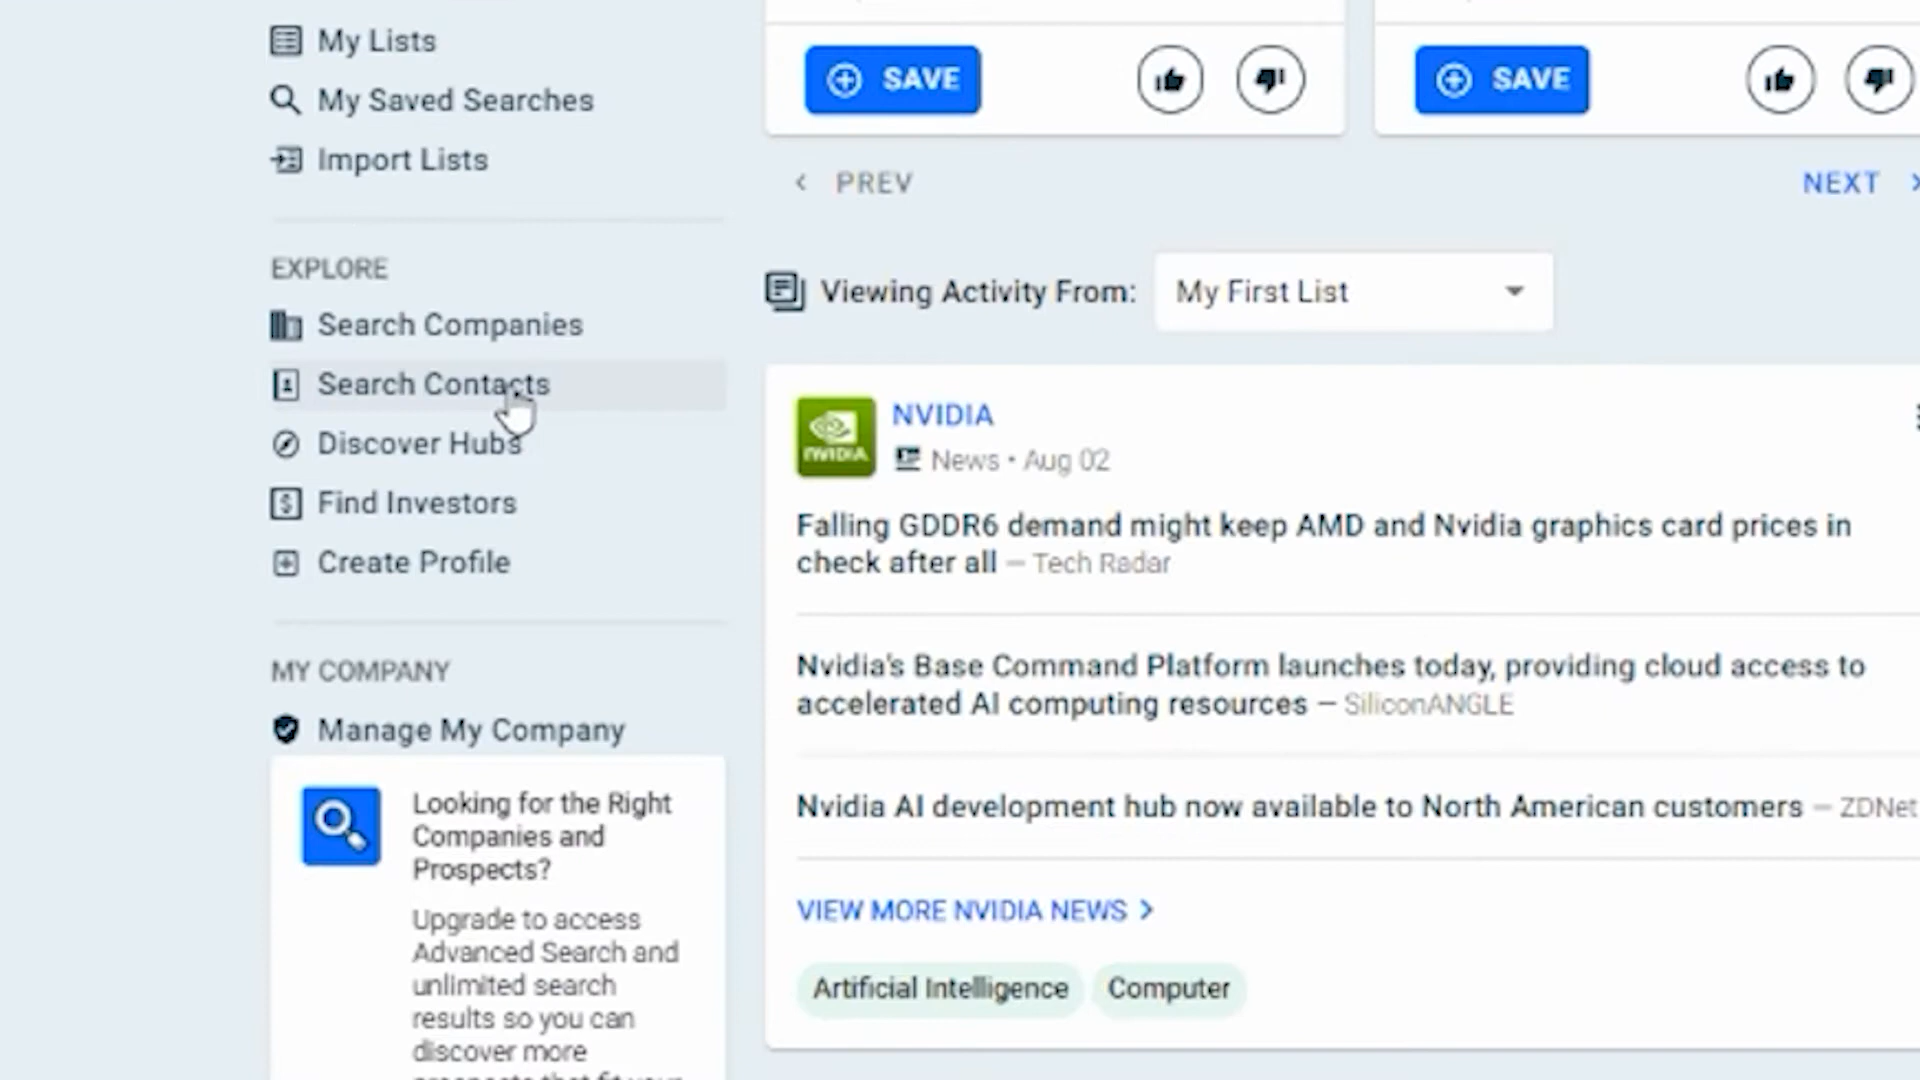 My Lists
My Saved Searches
Import Lists
EXPLORE
Search Companies
Search Contacts
Discover Hubs
Find Investors
Create Profile
MY COMPANY
Manage My Company
Looking for the Right
Companies and
Prospects?
Upgrade to access
Advanced Search and
unlimited search
results so you can
discover more
prospects that fit your
SAVE
SAVE
PREV
NEXT
Viewing Activity From: My First List
NVIDIA
NVIDIA
News • Aug 02
Falling GDDR6 demand might keep AMD and Nvidia graphics card prices in
check after all — Tech Radar
Nvidia's Base Command Platform launches today, providing cloud access to
accelerated AI computing resources — SiliconANGLE
Nvidia AI development hub now available to North American customers — ZDNet
VIEW MORE NVIDIA NEWS >
Artificial Intelligence Computer